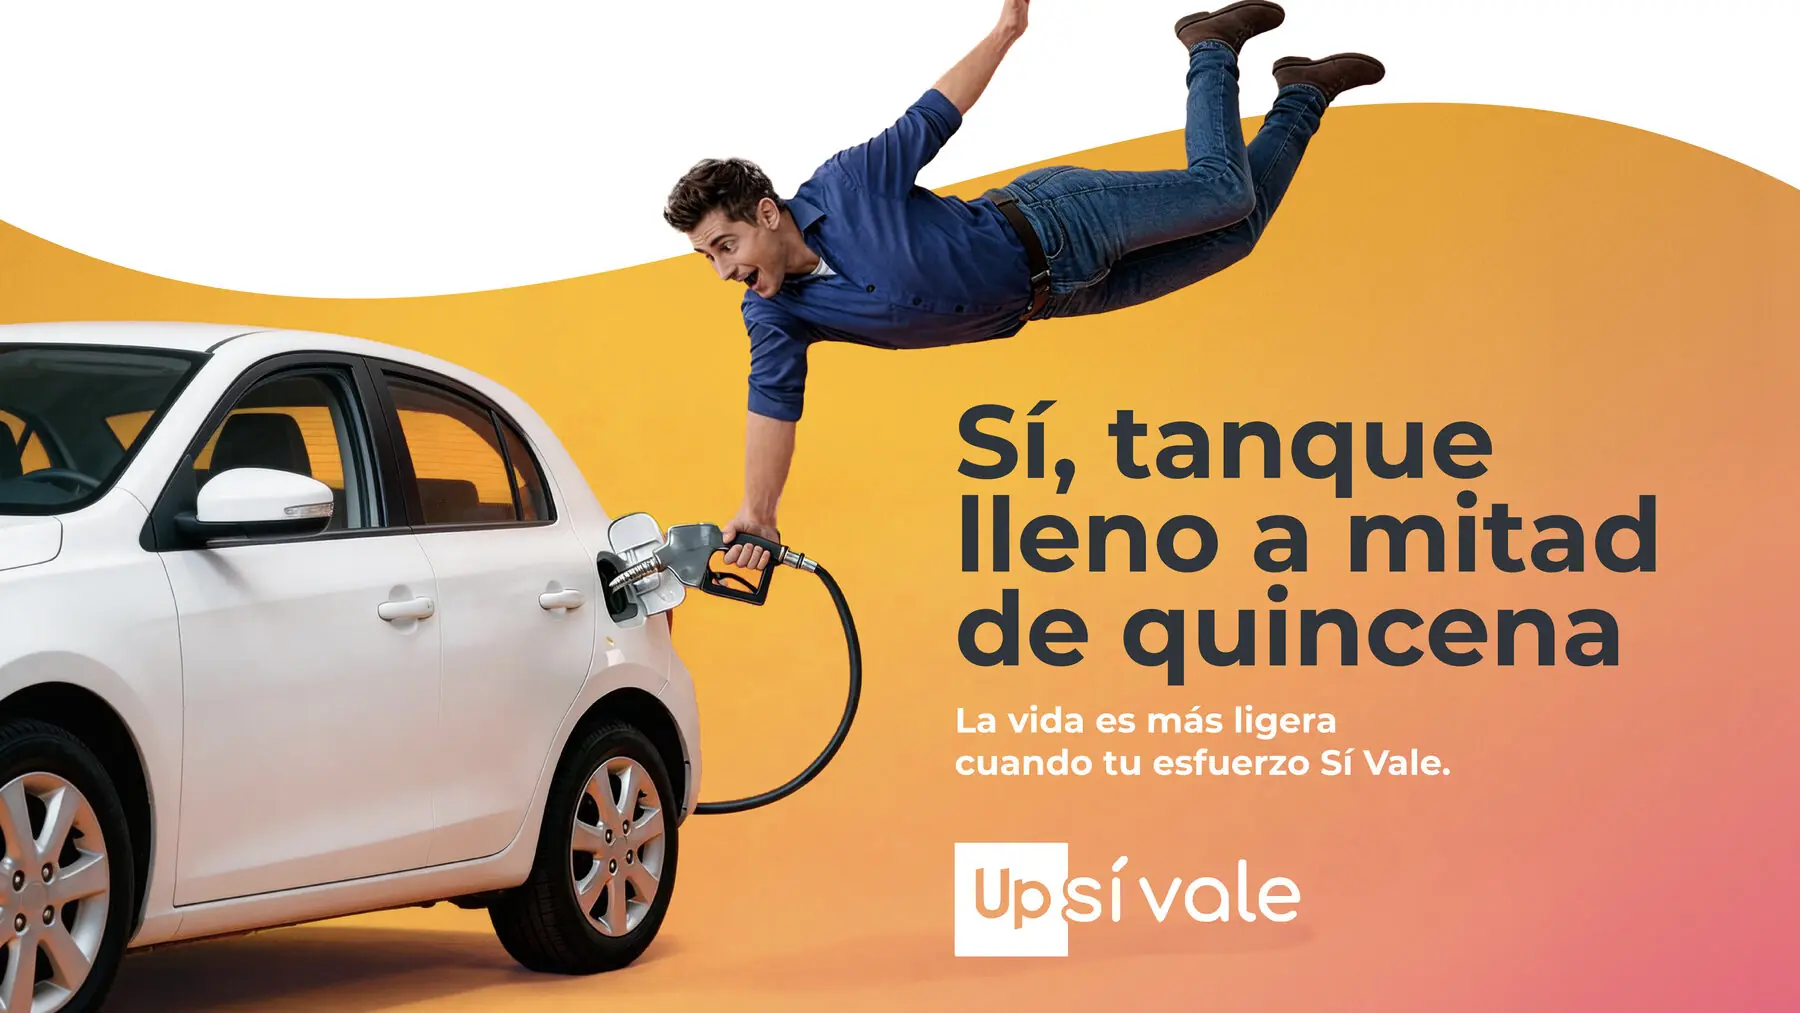 Sí, tanque
lleno a mitad
de quincena
La vida es más ligera
cuando tu esfuerzo Sí Vale.
Up sí vale